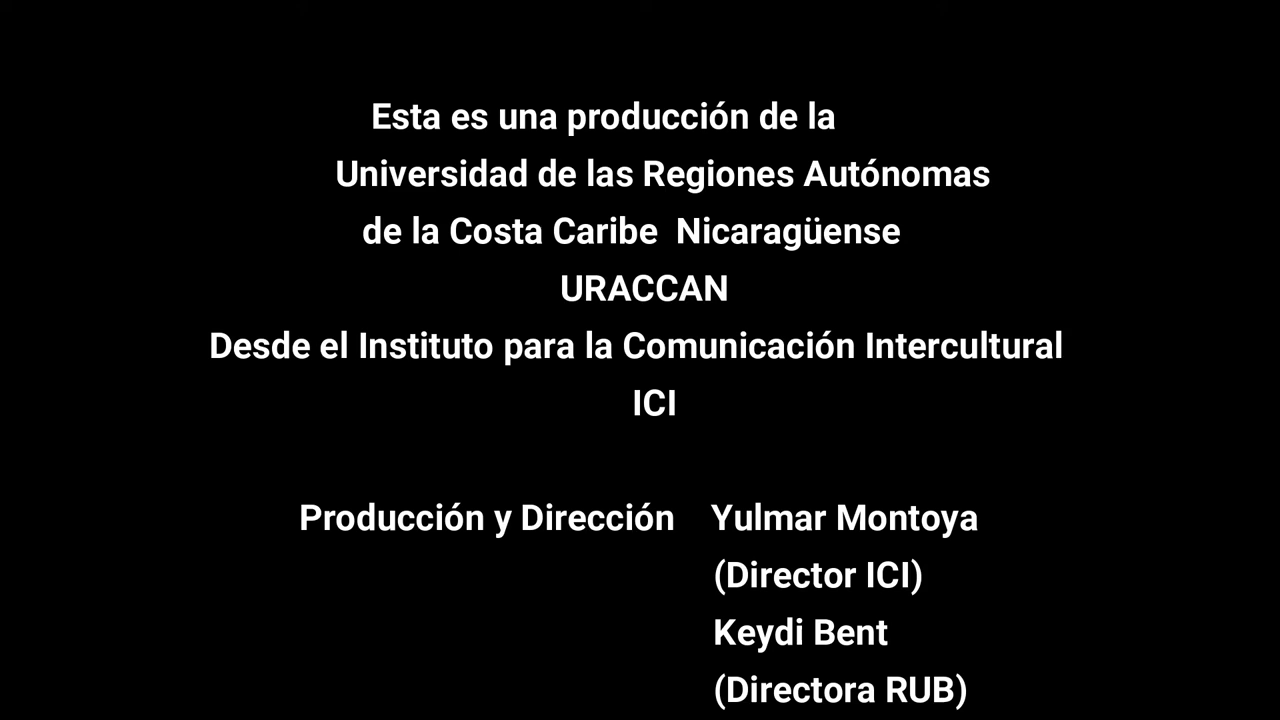 Esta es una producción de la
Universidad de las Regiones Autónomas
de la Costa Caribe  Nicaragüense
URACCAN
Desde el Instituto para la Comunicación Intercultural
ICI
Producción y Dirección    Yulmar Montoya
(Director ICI)
Keydi Bent
(Directora RUB)